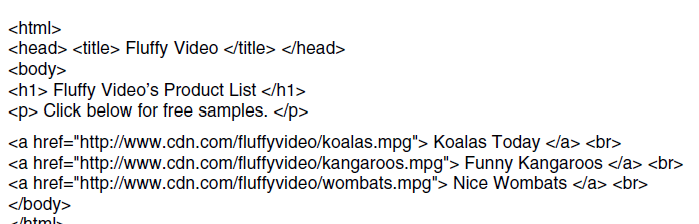 <html>
<head> <title> Fluffy Video </title> </head>
<body>
<h1> Fluffy Video’s Product List </h1>
<p> Click below for free samples. </p>
<a href="http://www.cdn.com/fluffyvideo/koalas.mpg"> Koalas Today </a> <br>
<a href="http://www.cdn.com/fluffyvideo/kangaroos.mpg"> Funny Kangaroos </a> <br>
<a href="http://www.cdn.com/fluffyvideo/wombats.mpg"> Nice Wombats </a> <br>
</body>
</html>